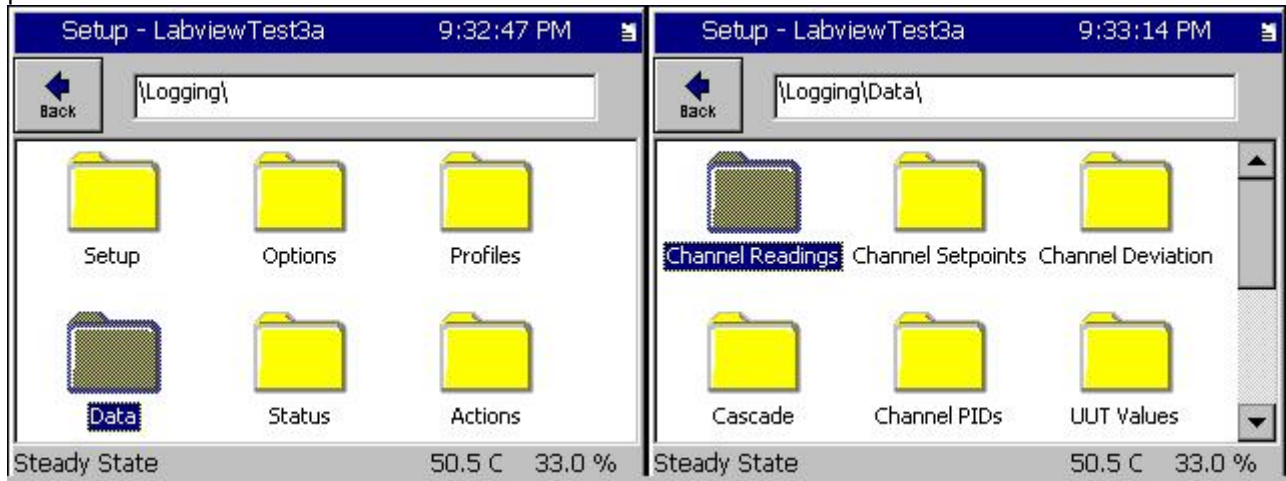 Setup - LabviewTest3a 9:32:47 PM
Back \Logging\
Setup Options Profiles
Data Status Actions
Steady State 50.5 C 33.0 %
Setup - LabviewTest3a 9:33:14 PM
Back \Logging\Data\
Channel Readings Channel Setpoints Channel Deviation
Cascade Channel PIDs UUT Values
Steady State 50.5 C 33.0 %